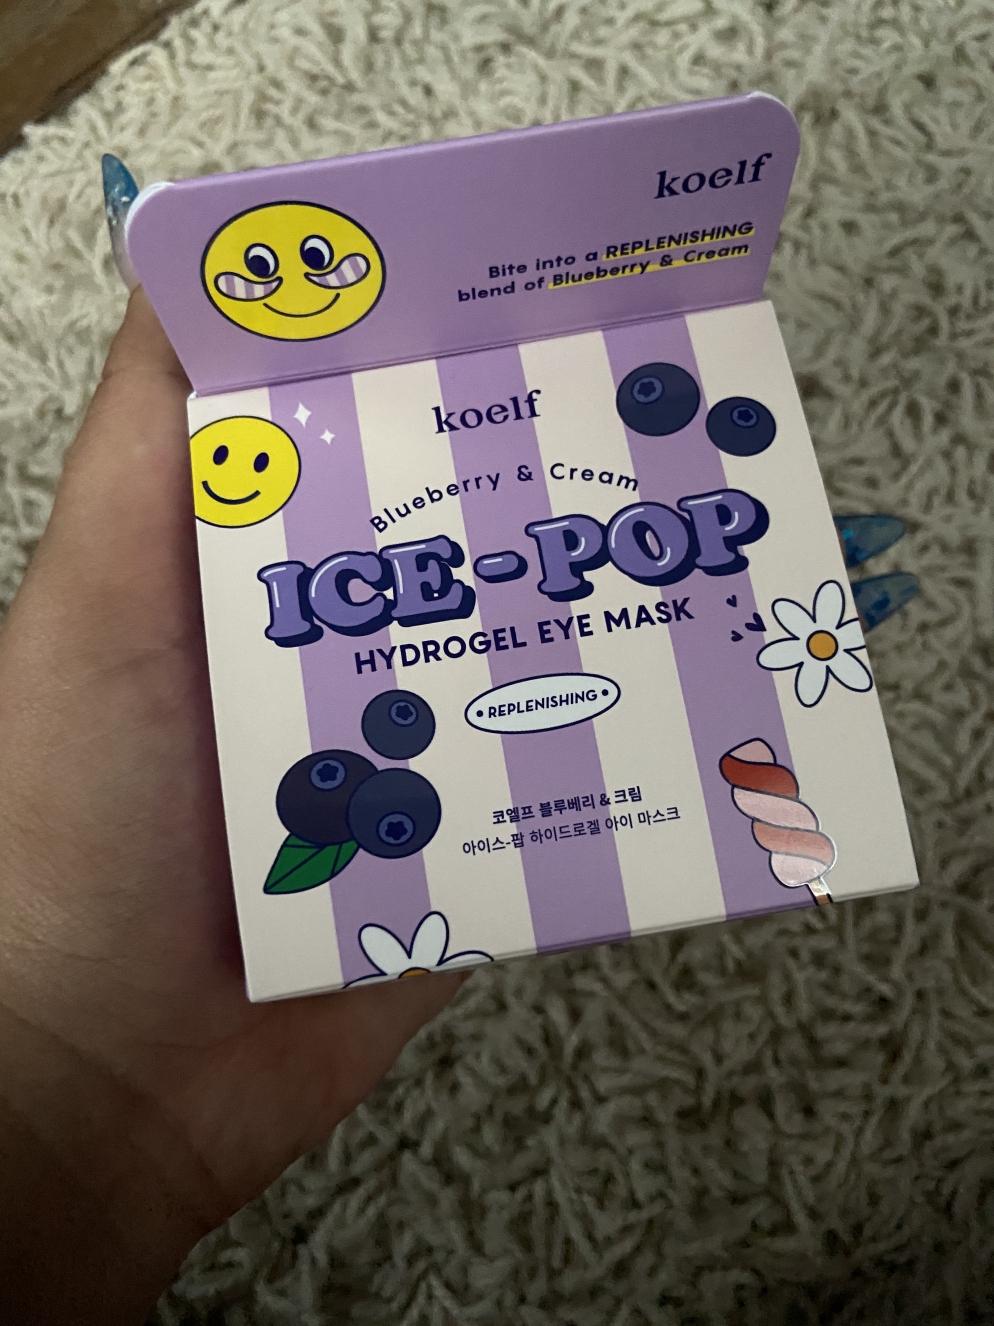 koelf
Bite into a REPLENISHING
blend of Blueberry & Cream
koelf
Blueberry & Cream
ICE-POP
HYDROGEL EYE MASK
• REPLENISHING •
코엘프 블루베리 & 크림
아이스-팝 하이드로겔 아이 마스크